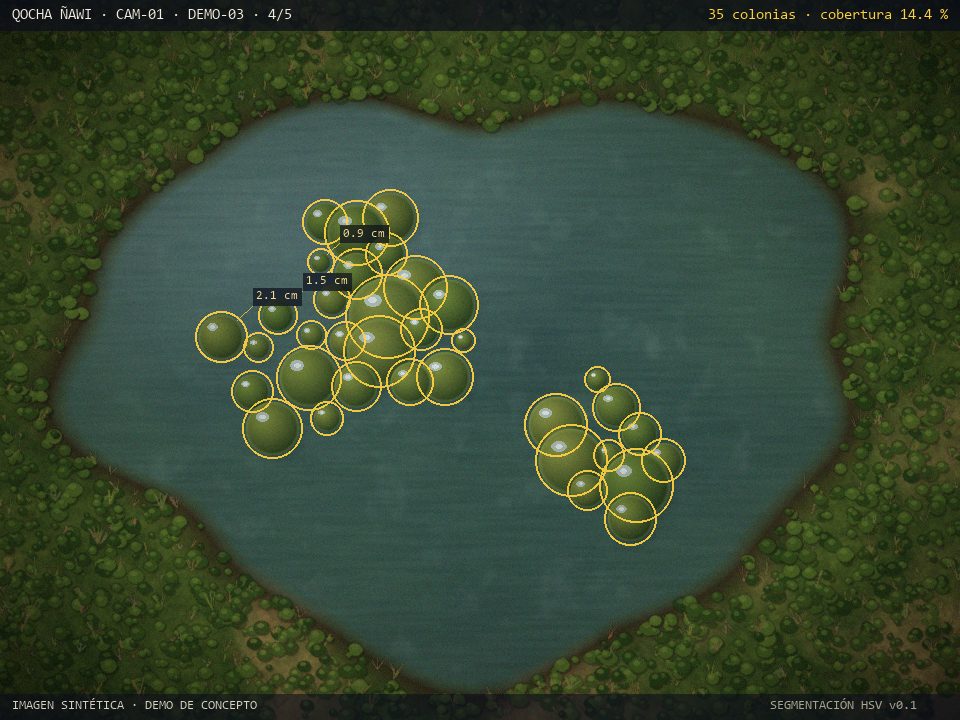 QOCHA ÑAWI · CAM-01 · DEMO-03 · 4/5
35 colonias · cobertura 14.4 %
0.9 cm
1.5 cm
2.1 cm
IMAGEN SINTÉTICA · DEMO DE CONCEPTO
SEGMENTACIÓN HSV v0.1